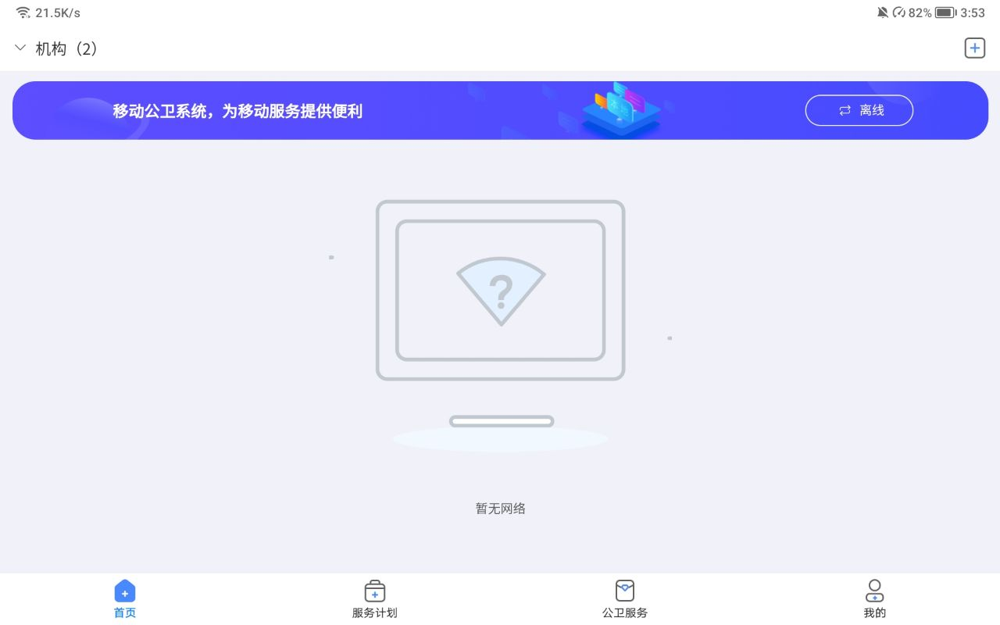 21.5K/s
82%
3:53
机构（2）
移动公卫系统，为移动服务提供便利
离线
?
暂无网络
首页
服务计划
公卫服务
我的